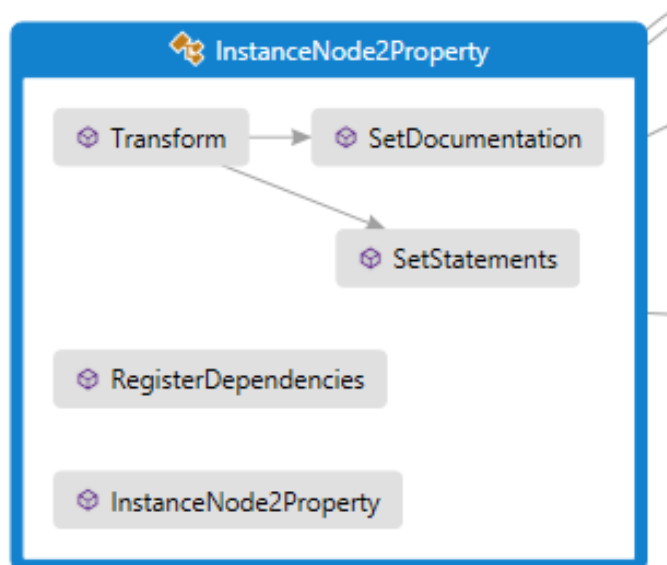 InstanceNode2Property
Transform
SetDocumentation
SetStatements
RegisterDependencies
InstanceNode2Property